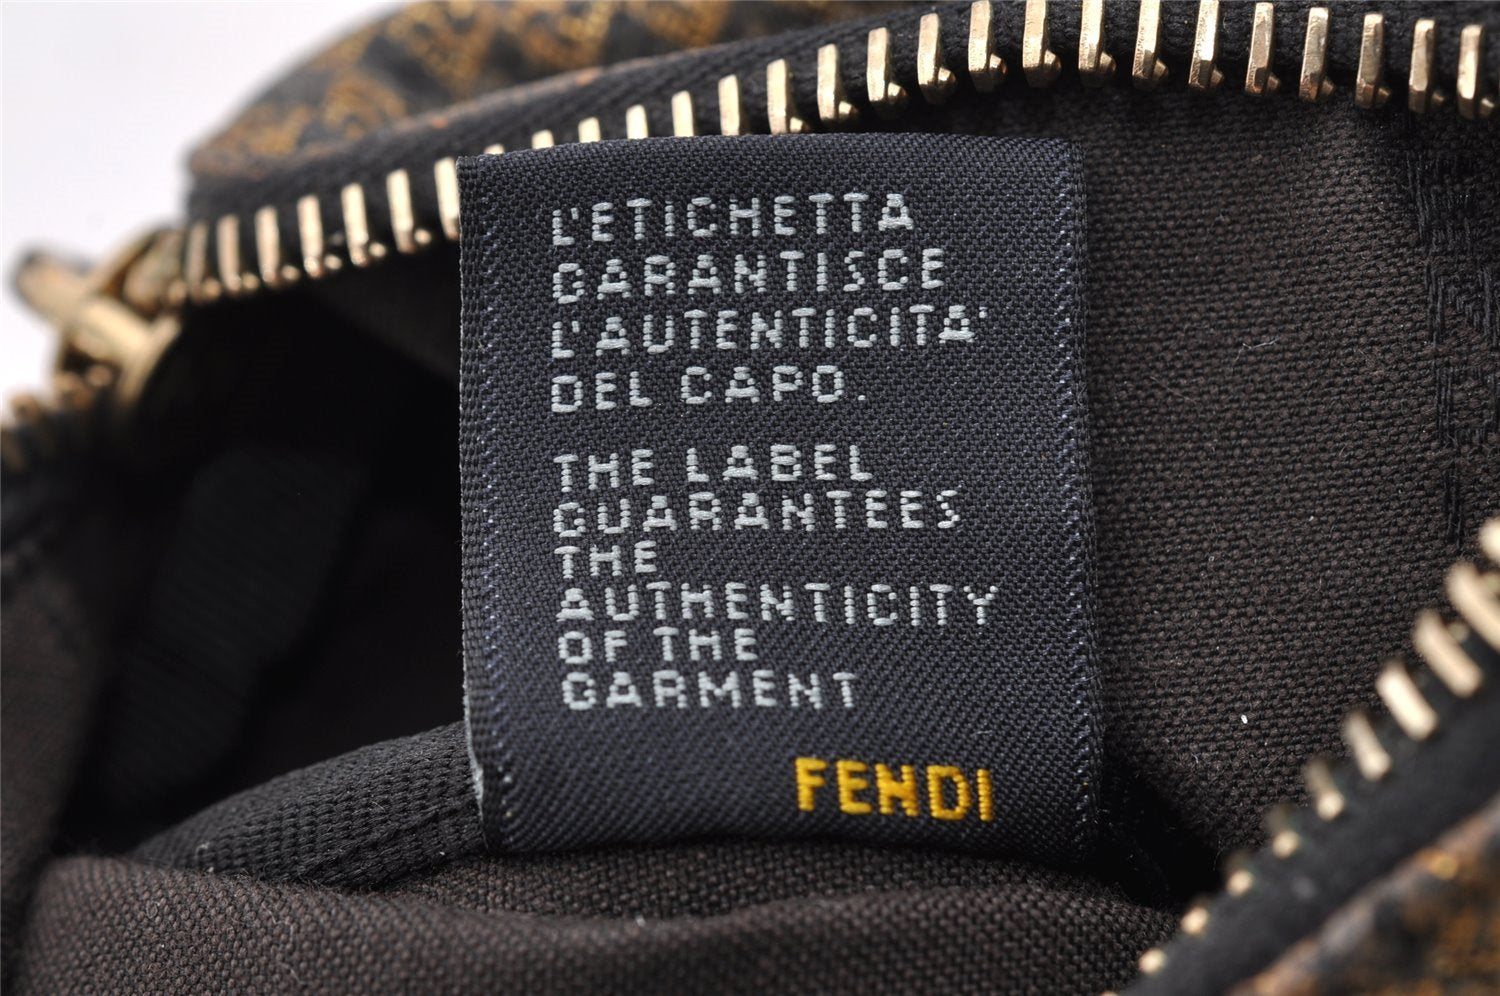 L'ETICHETTA
GARANTISCE
L'AUTENTICITA'
DEL CAPO.
THE LABEL
GUARANTEES
THE
AUTHENTICITY
OF THE
GARMENT
FENDI